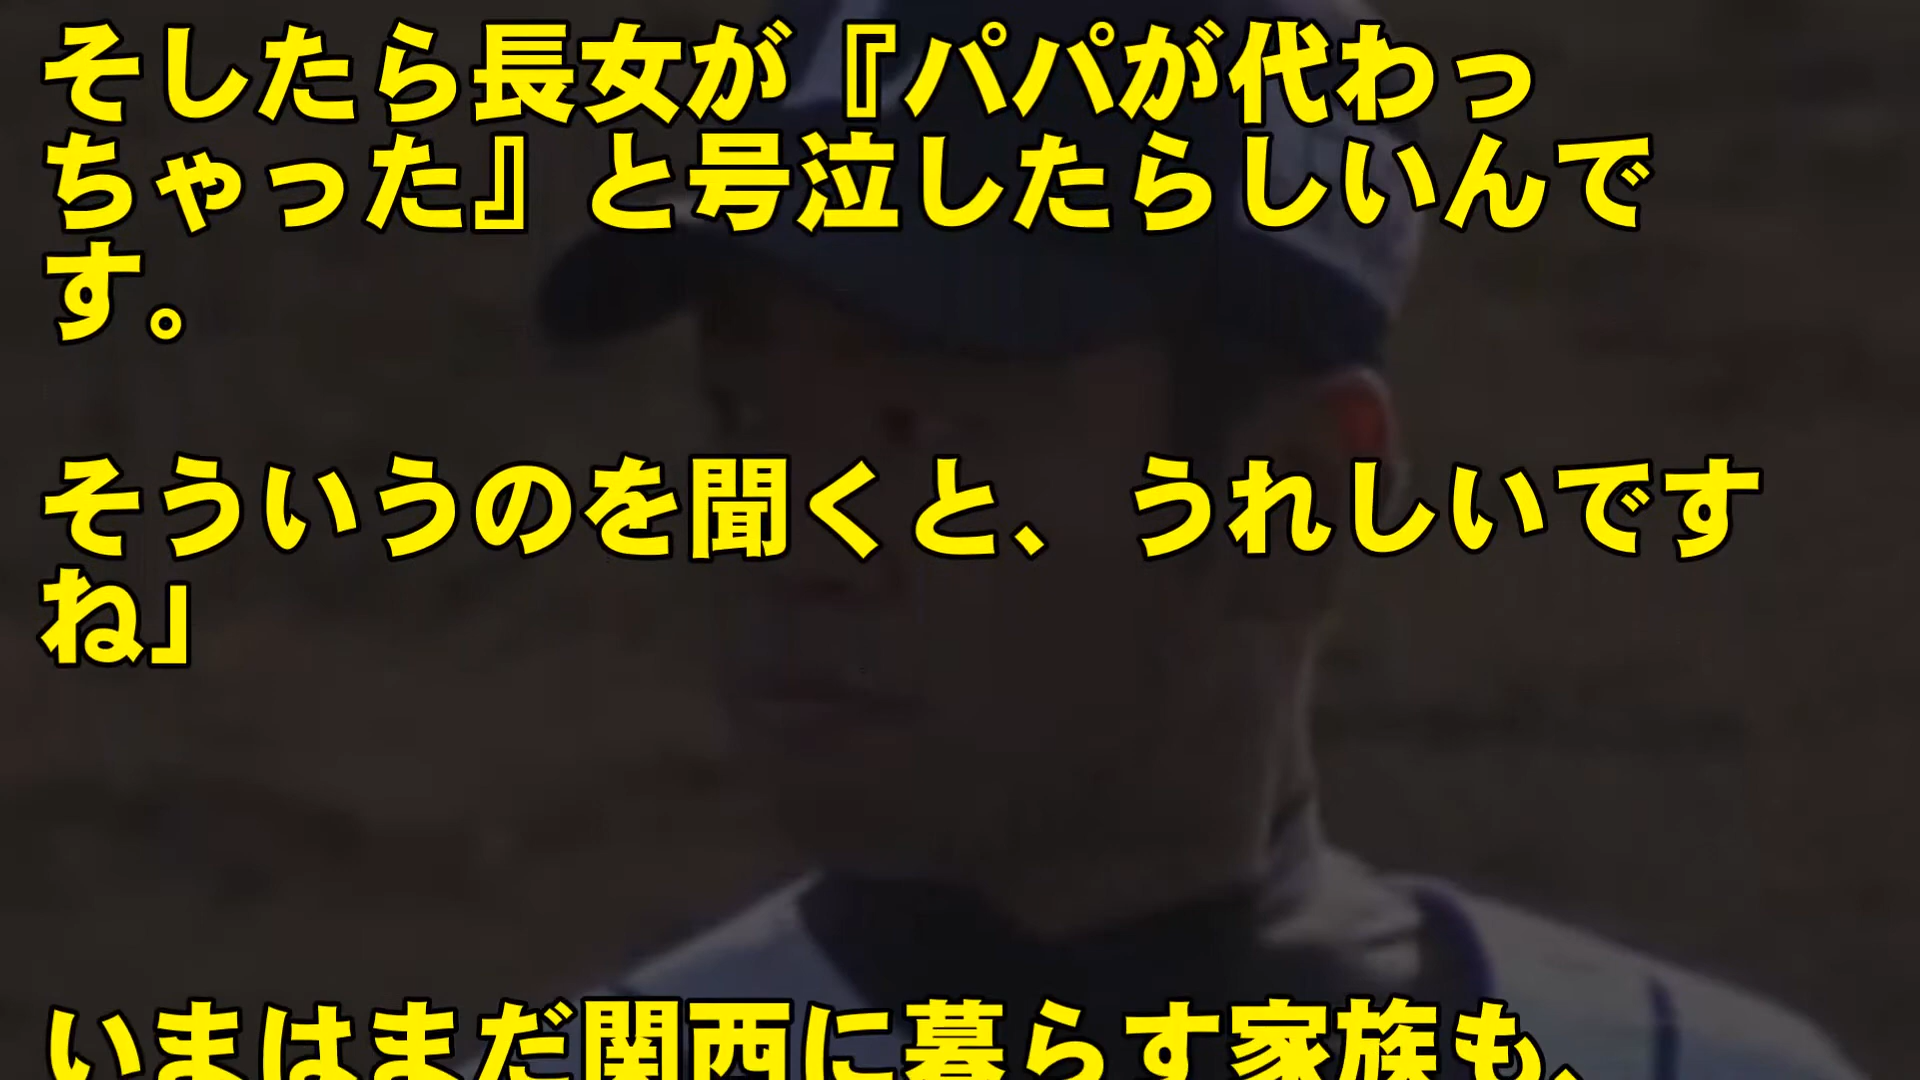 そしたら長女が『パパが代わっ
ちゃった』と号泣したらしいんで
す。
そういうのを聞くと、うれしいです
ね」
いまはまだ関西に暮らす家族も、